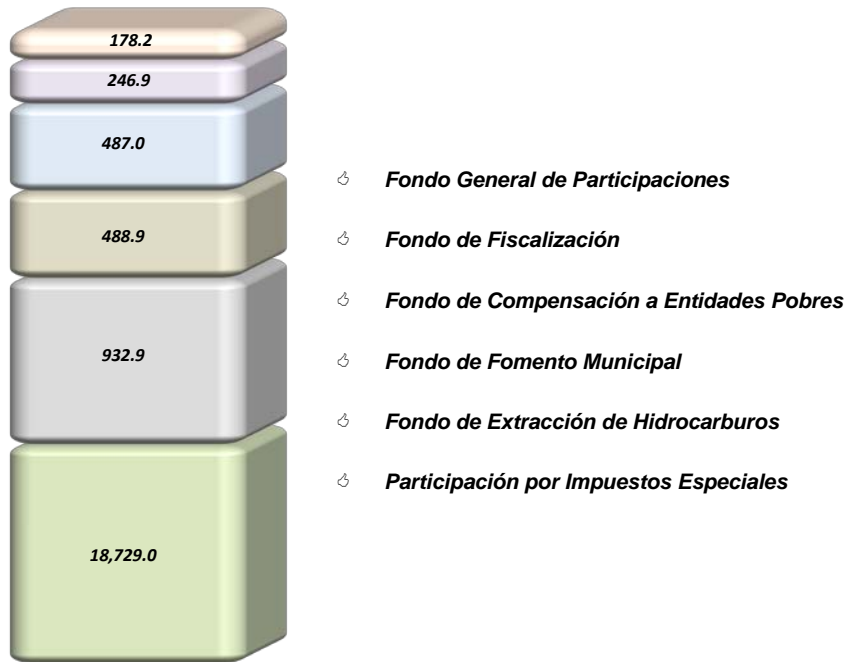 178.2
246.9
487.0
488.9
932.9
18,729.0
Fondo General de Participaciones
Fondo de Fiscalización
Fondo de Compensación a Entidades Pobres
Fondo de Fomento Municipal
Fondo de Extracción de Hidrocarburos
Participación por Impuestos Especiales